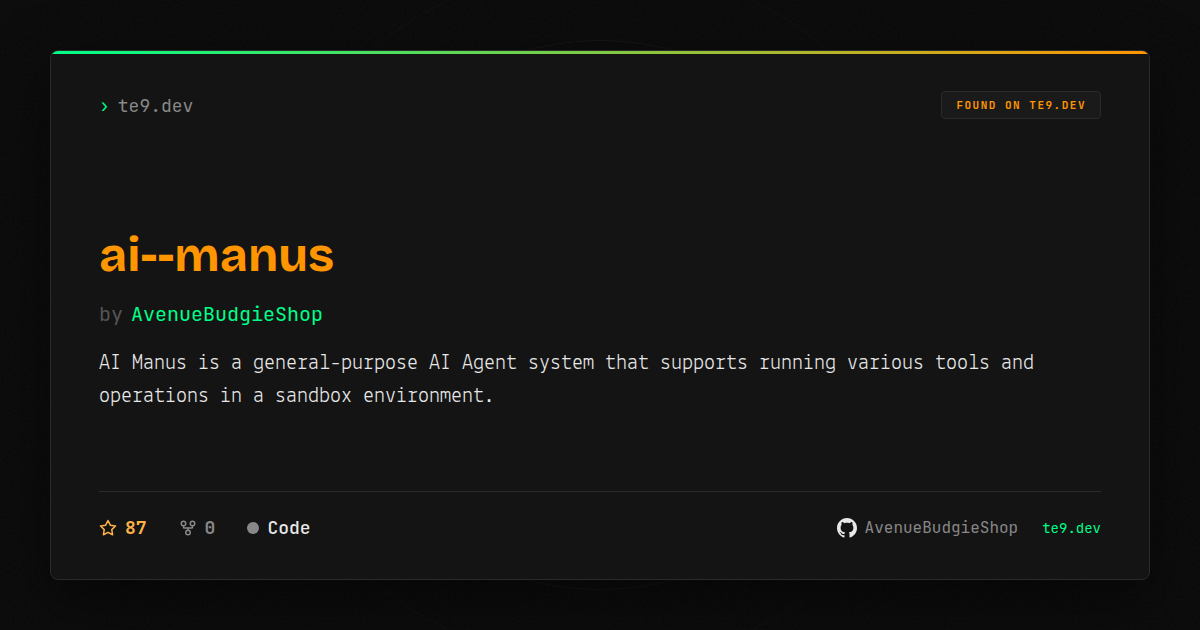 › te9.dev
FOUND ON TE9.DEV
ai--manus
by AvenueBudgieShop
AI Manus is a general-purpose AI Agent system that supports running various tools and
operations in a sandbox environment.
87 0 Code
AvenueBudgieShop te9.dev